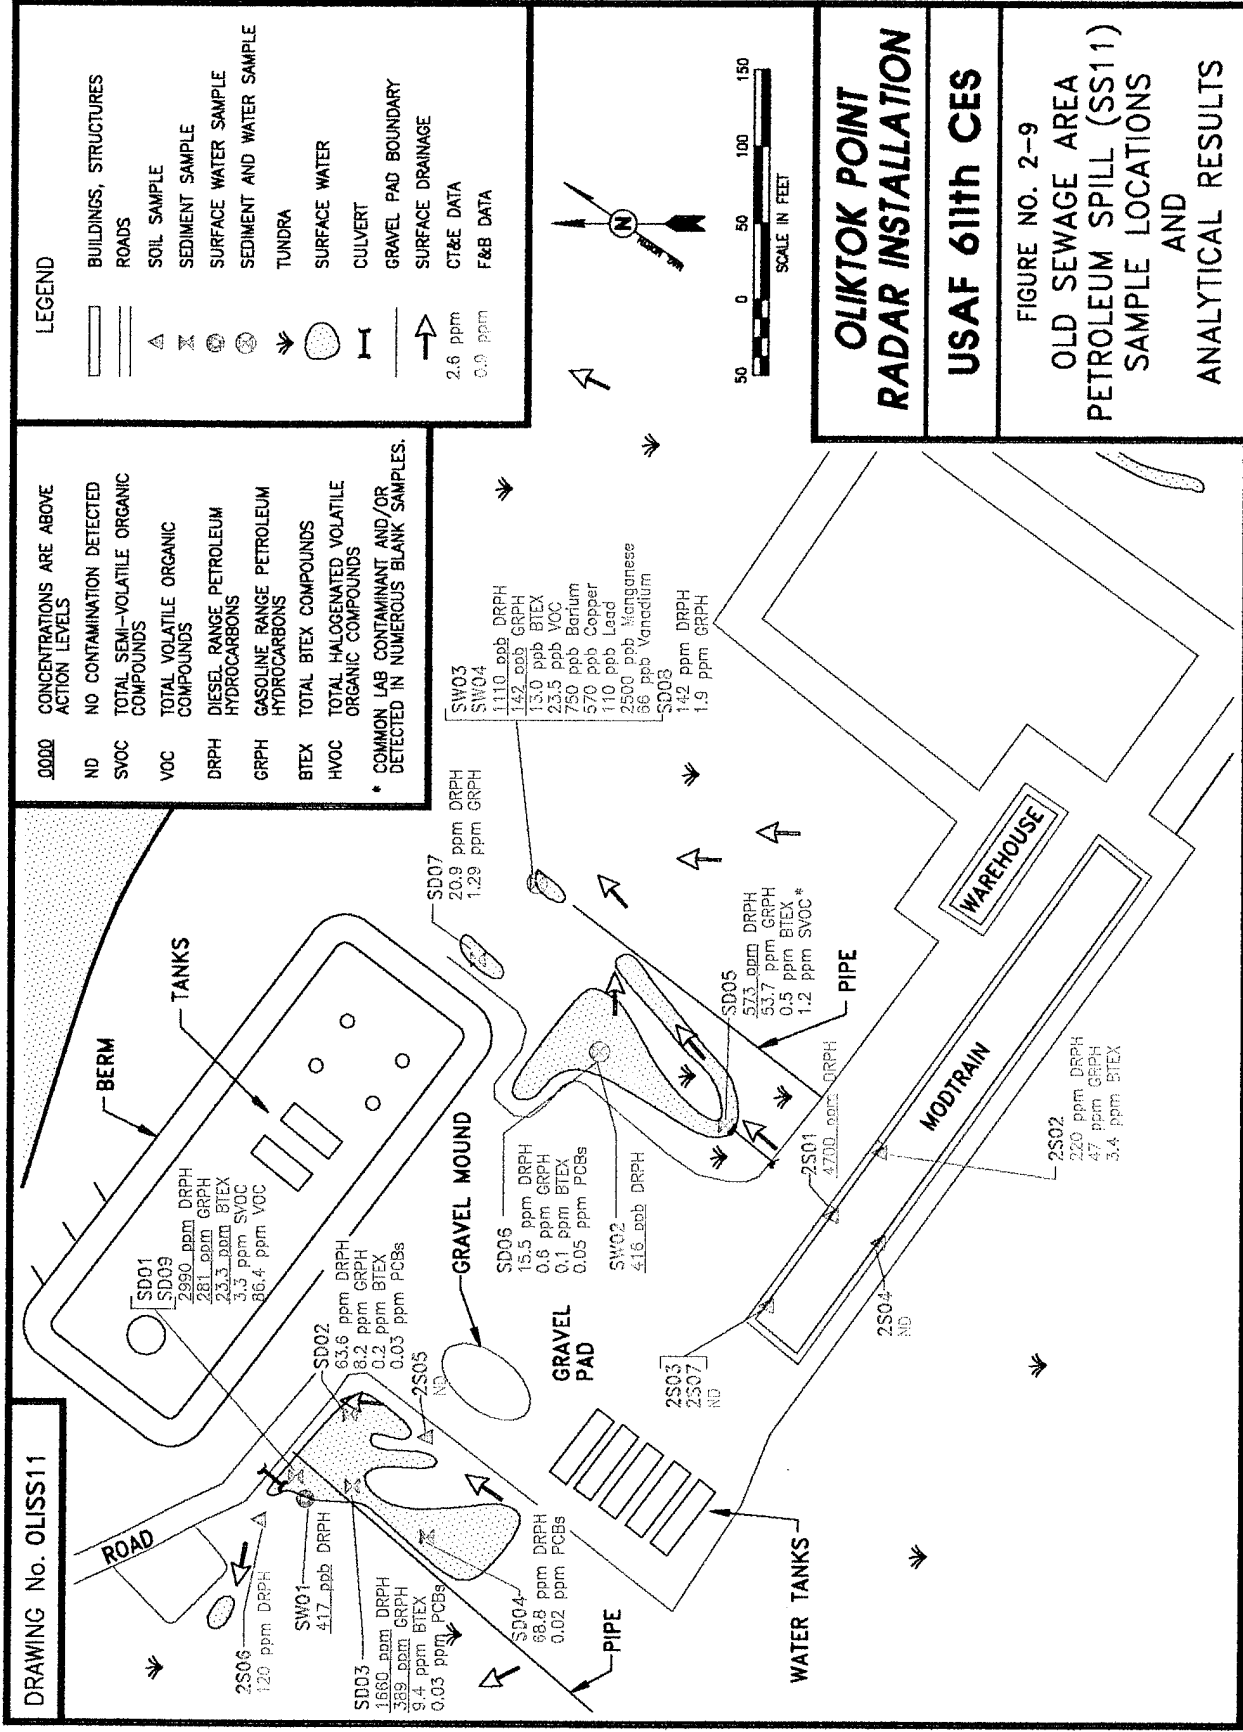 DRAWING No. OLISS11
0000 CONCENTRATIONS ARE ABOVE
ACTION LEVELS
ND NO CONTAMINATION DETECTED
SVOC TOTAL SEMI-VOLATILE ORGANIC
COMPOUNDS
VOC TOTAL VOLATILE ORGANIC
COMPOUNDS
DRPH DIESEL RANGE PETROLEUM
HYDROCARBONS
GRPH GASOLINE RANGE PETROLEUM
HYDROCARBONS
BTEX TOTAL BTEX COMPOUNDS
HVOC TOTAL HALOGENATED VOLATILE
ORGANIC COMPOUNDS
* COMMON LAB CONTAMINANT AND/OR
DETECTED IN NUMEROUS BLANK SAMPLES.
LEGEND
BUILDINGS, STRUCTURES
ROADS
SOIL SAMPLE
SEDIMENT SAMPLE
SURFACE WATER SAMPLE
SEDIMENT AND WATER SAMPLE
TUNDRA
SURFACE WATER
CULVERT
GRAVEL PAD BOUNDARY
SURFACE DRAINAGE
2.6 ppm CT&E DATA
0.9 ppm F&B DATA
ROAD
BERM
TANKS
2S06
120 ppm DRPH
SW01
417 ppb DRPH
SD03
1660 ppm DRPH
389 ppm GRPH
9.4 ppm BTEX
0.03 ppm PCBs
SD01
SD09
2990 ppm DRPH
281 ppm GRPH
23.3 ppm BTEX
3.3 ppm SVOC
86.4 ppm VOC
SD02
63.6 ppm DRPH
8.2 ppm GRPH
0.2 ppm BTEX
0.03 ppm PCBs
2S05
ND
SD04
68.8 ppm DRPH
0.02 ppm PCBs
PIPE
GRAVEL MOUND
GRAVEL
PAD
WATER TANKS
SD06
15.5 ppm DRPH
0.6 ppm GRPH
0.1 ppm BTEX
0.05 ppm PCBs
SW02
416 ppb DRPH
SD07
20.9 ppm DRPH
1.29 ppm GRPH
SW03
SW04
1110 ppb DRPH
142 ppb GRPH
13.0 ppb BTEX
23.5 ppb VOC
750 ppb Barium
570 ppb Copper
110 ppb Lead
2500 ppb Manganese
66 ppb Vanadium
SD08
142 ppm DRPH
1.9 ppm GRPH
SD05
573 ppm DRPH
53.7 ppm GRPH
0.5 ppm BTEX
1.2 ppm SVOC*
PIPE
2S03
2S07
ND
2S04
ND
2S01
4700 ppm DRPH
2S02
220 ppm DRPH
47 ppm GRPH
3.4 ppm BTEX
MODTRAIN
WAREHOUSE
N
MAG. NORTH
50 0 50 100 150
SCALE IN FEET
OLIKTOK POINT
RADAR INSTALLATION
USAF 611th CES
FIGURE NO. 2-9
OLD SEWAGE AREA
PETROLEUM SPILL (SS11)
SAMPLE LOCATIONS
AND
ANALYTICAL RESULTS